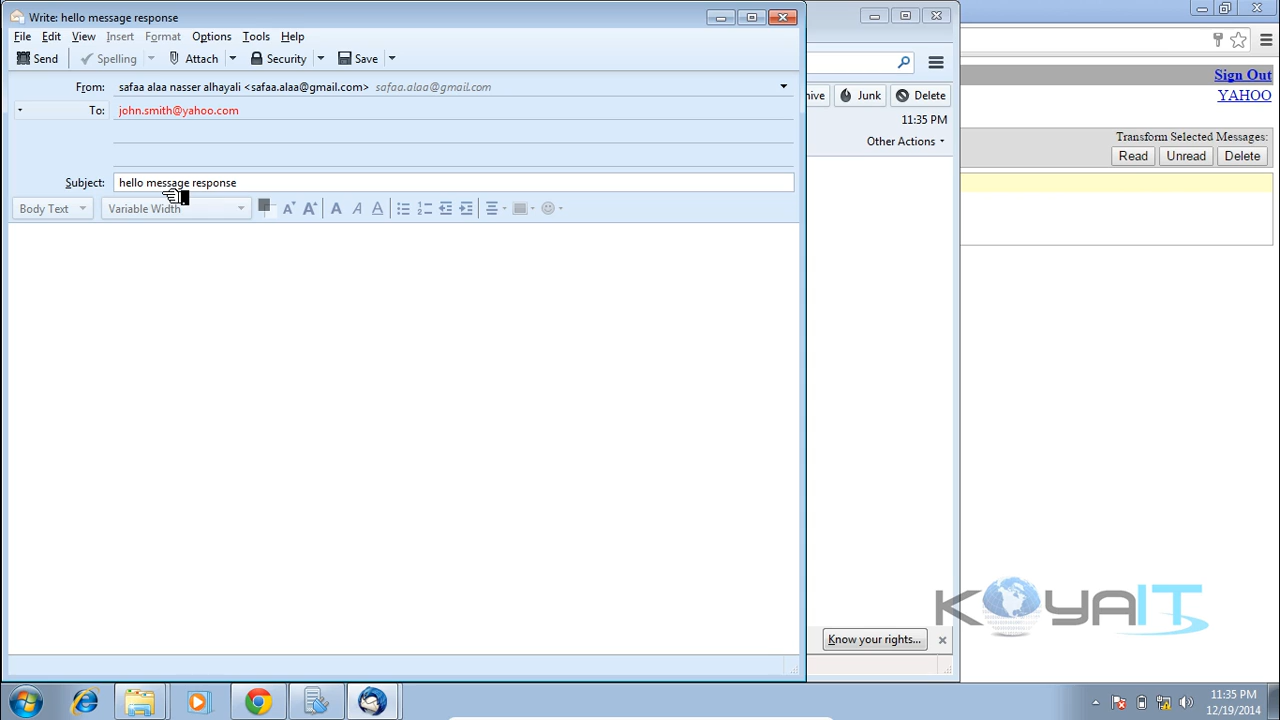 Write: hello message response
File Edit View Insert Format Options Tools Help
Send Spelling Attach Security Save
From: safaa alaa nasser alhayali <safaa.alaa@gmail.com> safaa.alaa@gmail.com
To: john.smith@yahoo.com
Subject: hello message response
Body Text Variable Width
Junk Delete
11:35 PM
Other Actions
Know your rights...
Sign Out
YAHOO
Transform Selected Messages:
Read Unread Delete
KOYAIT
11:35 PM
12/19/2014